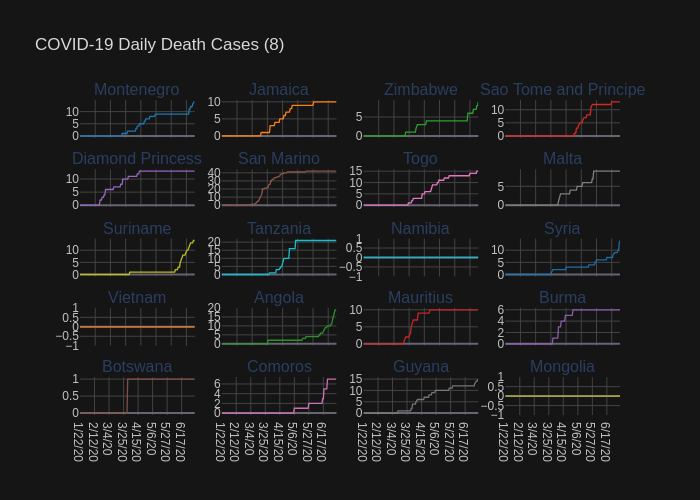 COVID-19 Daily Death Cases (8)
Montenegro Jamaica Zimbabwe Sao Tome and Principe
10 5 0 10 5 0 5 0 10 5 0
Diamond Princess San Marino Togo Malta
10 5 0 40 30 20 10 0 15 10 5 0 5 0
Suriname Tanzania Namibia Syria
10 5 0 20 15 10 5 0 1 0.5 0 −0.5 −1 10 5 0
Vietnam Angola Mauritius Burma
1 0.5 0 −0.5 −1 20 15 10 5 0 10 5 0 6 4 2 0
Botswana Comoros Guyana Mongolia
1 0.5 0 6 4 2 0 15 10 5 0 1 0.5 0 −0.5 −1
1/22/20 2/12/20 3/4/20 3/25/20 4/15/20 5/6/20 5/27/20 6/17/20 1/22/20 2/12/20 3/4/20 3/25/20 4/15/20 5/6/20 5/27/20 6/17/20 1/22/20 2/12/20 3/4/20 3/25/20 4/15/20 5/6/20 5/27/20 6/17/20 1/22/20 2/12/20 3/4/20 3/25/20 4/15/20 5/6/20 5/27/20 6/17/20